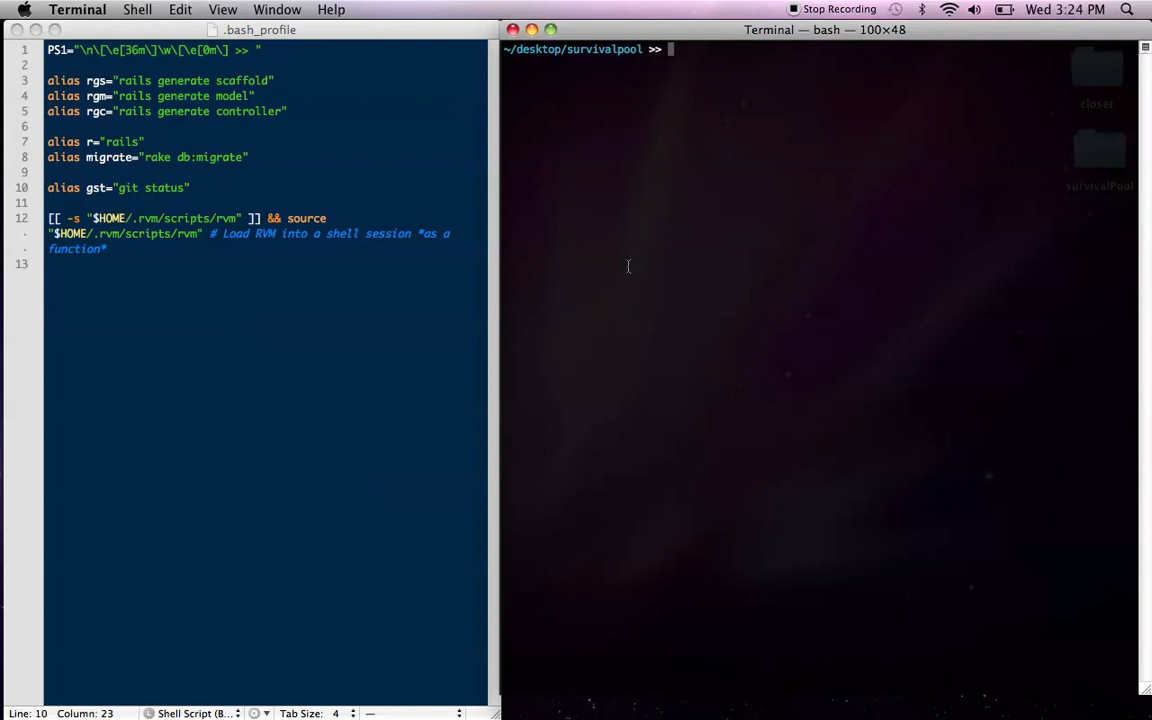 Terminal Shell Edit View Window Help Stop Recording Wed 3:24 PM
.bash_profile
Terminal — bash — 100×48
1 PS1="\n\[\e[36m\]\w\[\e[0m\] >> "
2
3 alias rgs="rails generate scaffold"
4 alias rgm="rails generate model"
5 alias rgc="rails generate controller"
6
7 alias r="rails"
8 alias migrate="rake db:migrate"
9
10 alias gst="git status"
11
12 [[ -s "$HOME/.rvm/scripts/rvm" ]] && source
"$HOME/.rvm/scripts/rvm" # Load RVM into a shell session *as a
function*
13
~/desktop/survivalpool >>
closet
survivalPool
Line: 10 Column: 23 Shell Script (B... Tab Size: 4 —